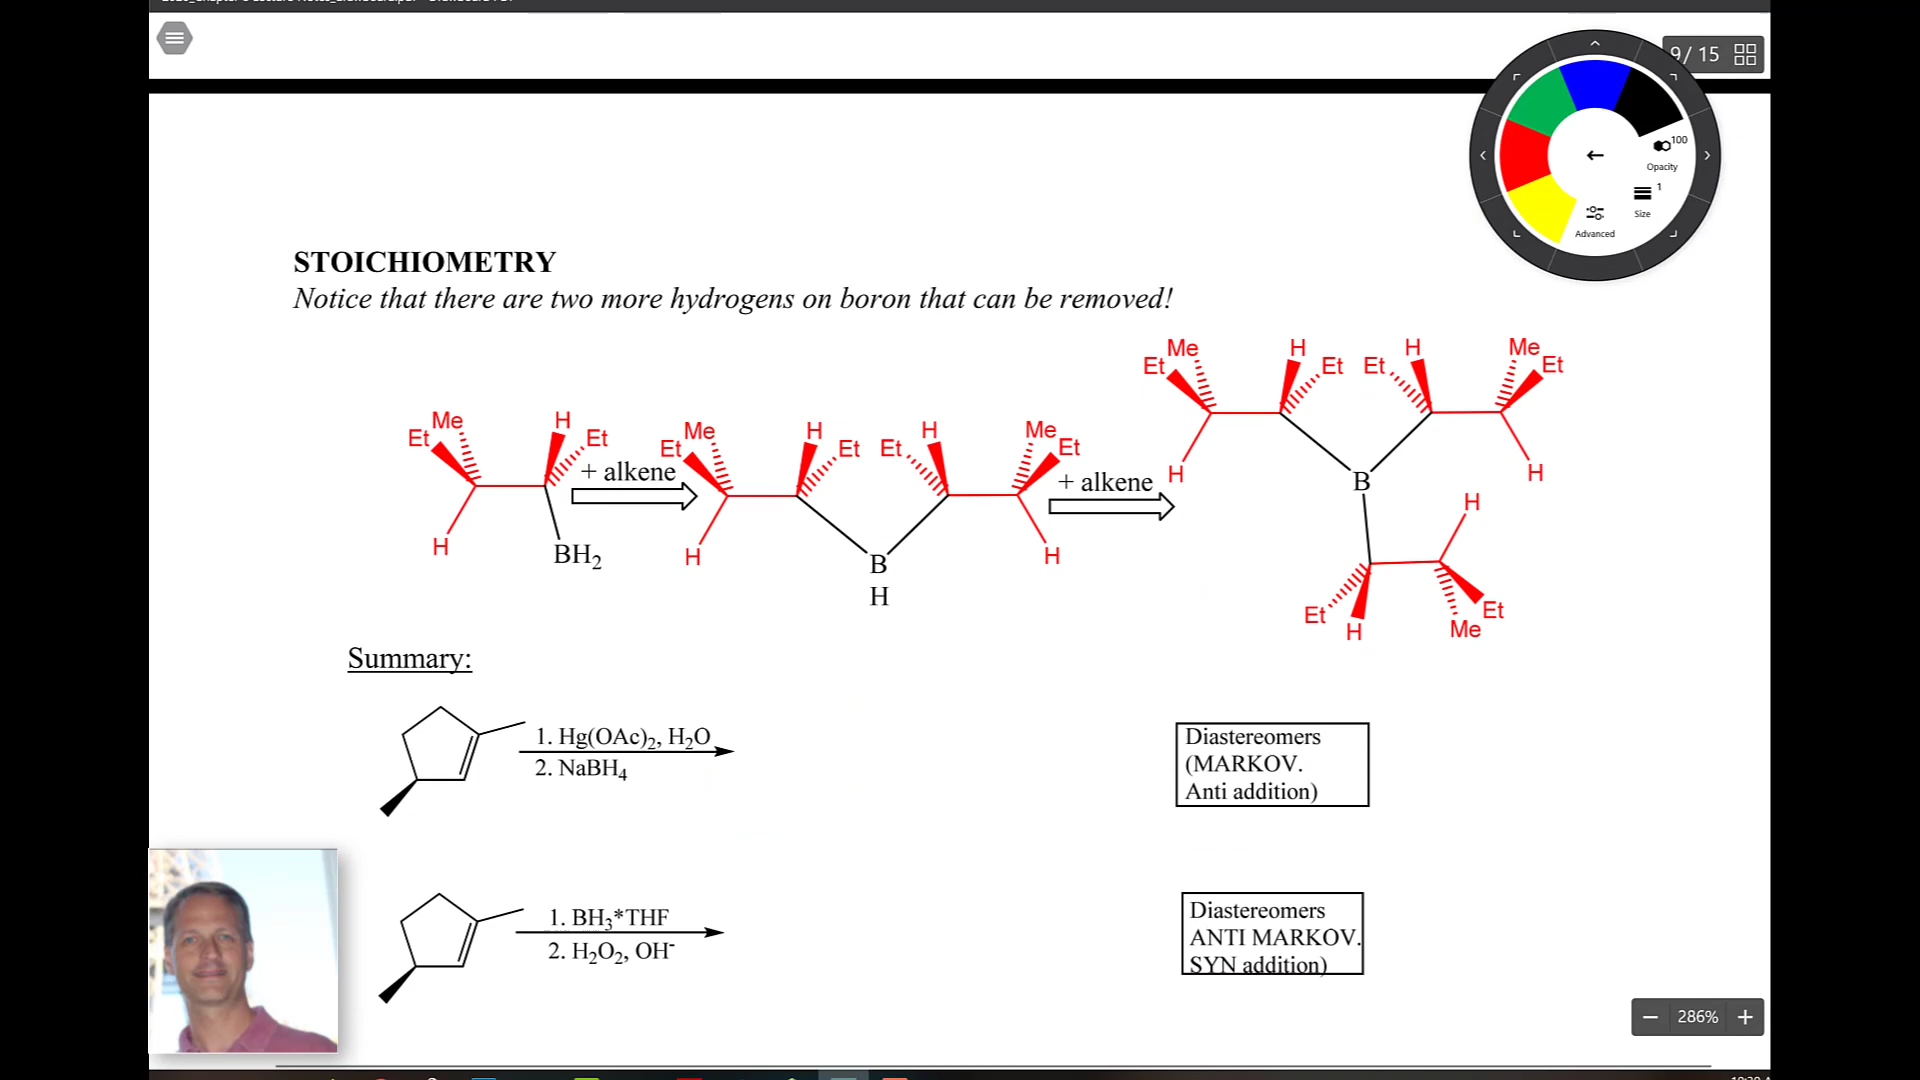 9/ 15
100
Opacity
1
Size
Advanced
STOICHIOMETRY
Notice that there are two more hydrogens on boron that can be removed!
Me H H Me
Et Et Et Et
Me H Me H H Me
Et Et Et Et Et Et
+ alkene + alkene H B H
H
H BH₂ H B H
H
Et Et
H Me
Summary:
1. Hg(OAc)₂, H₂O
2. NaBH₄
Diastereomers
(MARKOV.
Anti addition)
1. BH₃*THF
2. H₂O₂, OH⁻
Diastereomers
ANTI MARKOV.
SYN addition)
286%